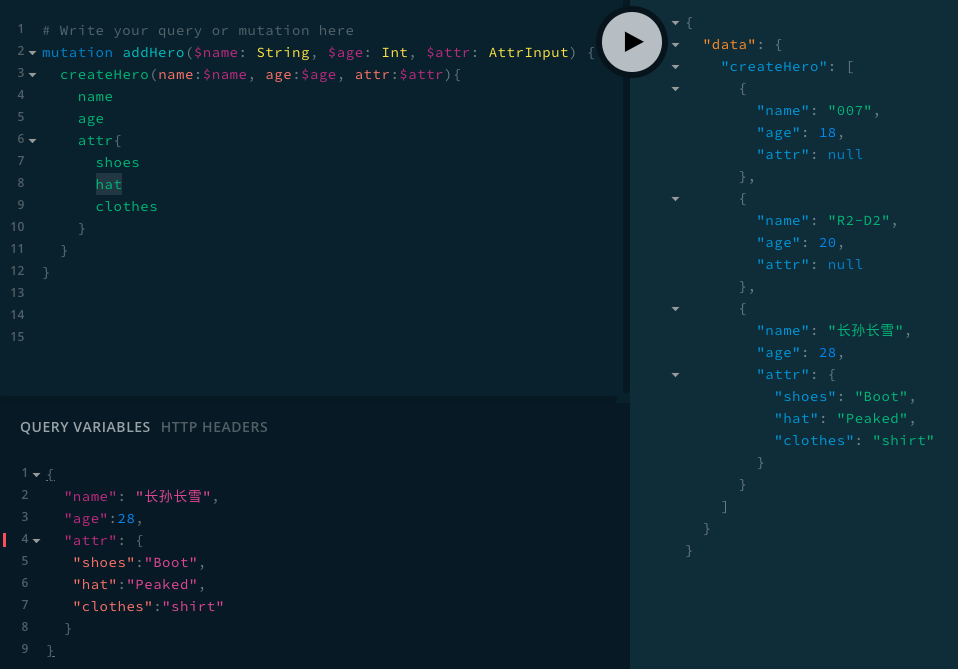 1 # Write your query or mutation here
2 mutation addHero($name: String, $age: Int, $attr: AttrInput) {
3 createHero(name:$name, age:$age, attr:$attr){
4 name
5 age
6 attr{
7 shoes
8 hat
9 clothes
10 }
11 }
12 }
13
14
15
QUERY VARIABLES HTTP HEADERS
1 {
2 "name": "长孙长雪",
3 "age":28,
4 "attr": {
5 "shoes":"Boot",
6 "hat":"Peaked",
7 "clothes":"shirt"
8 }
9 }
{
"data": {
"createHero": [
{
"name": "007",
"age": 18,
"attr": null
},
{
"name": "R2-D2",
"age": 20,
"attr": null
},
{
"name": "长孙长雪",
"age": 28,
"attr": {
"shoes": "Boot",
"hat": "Peaked",
"clothes": "shirt"
}
}
]
}
}